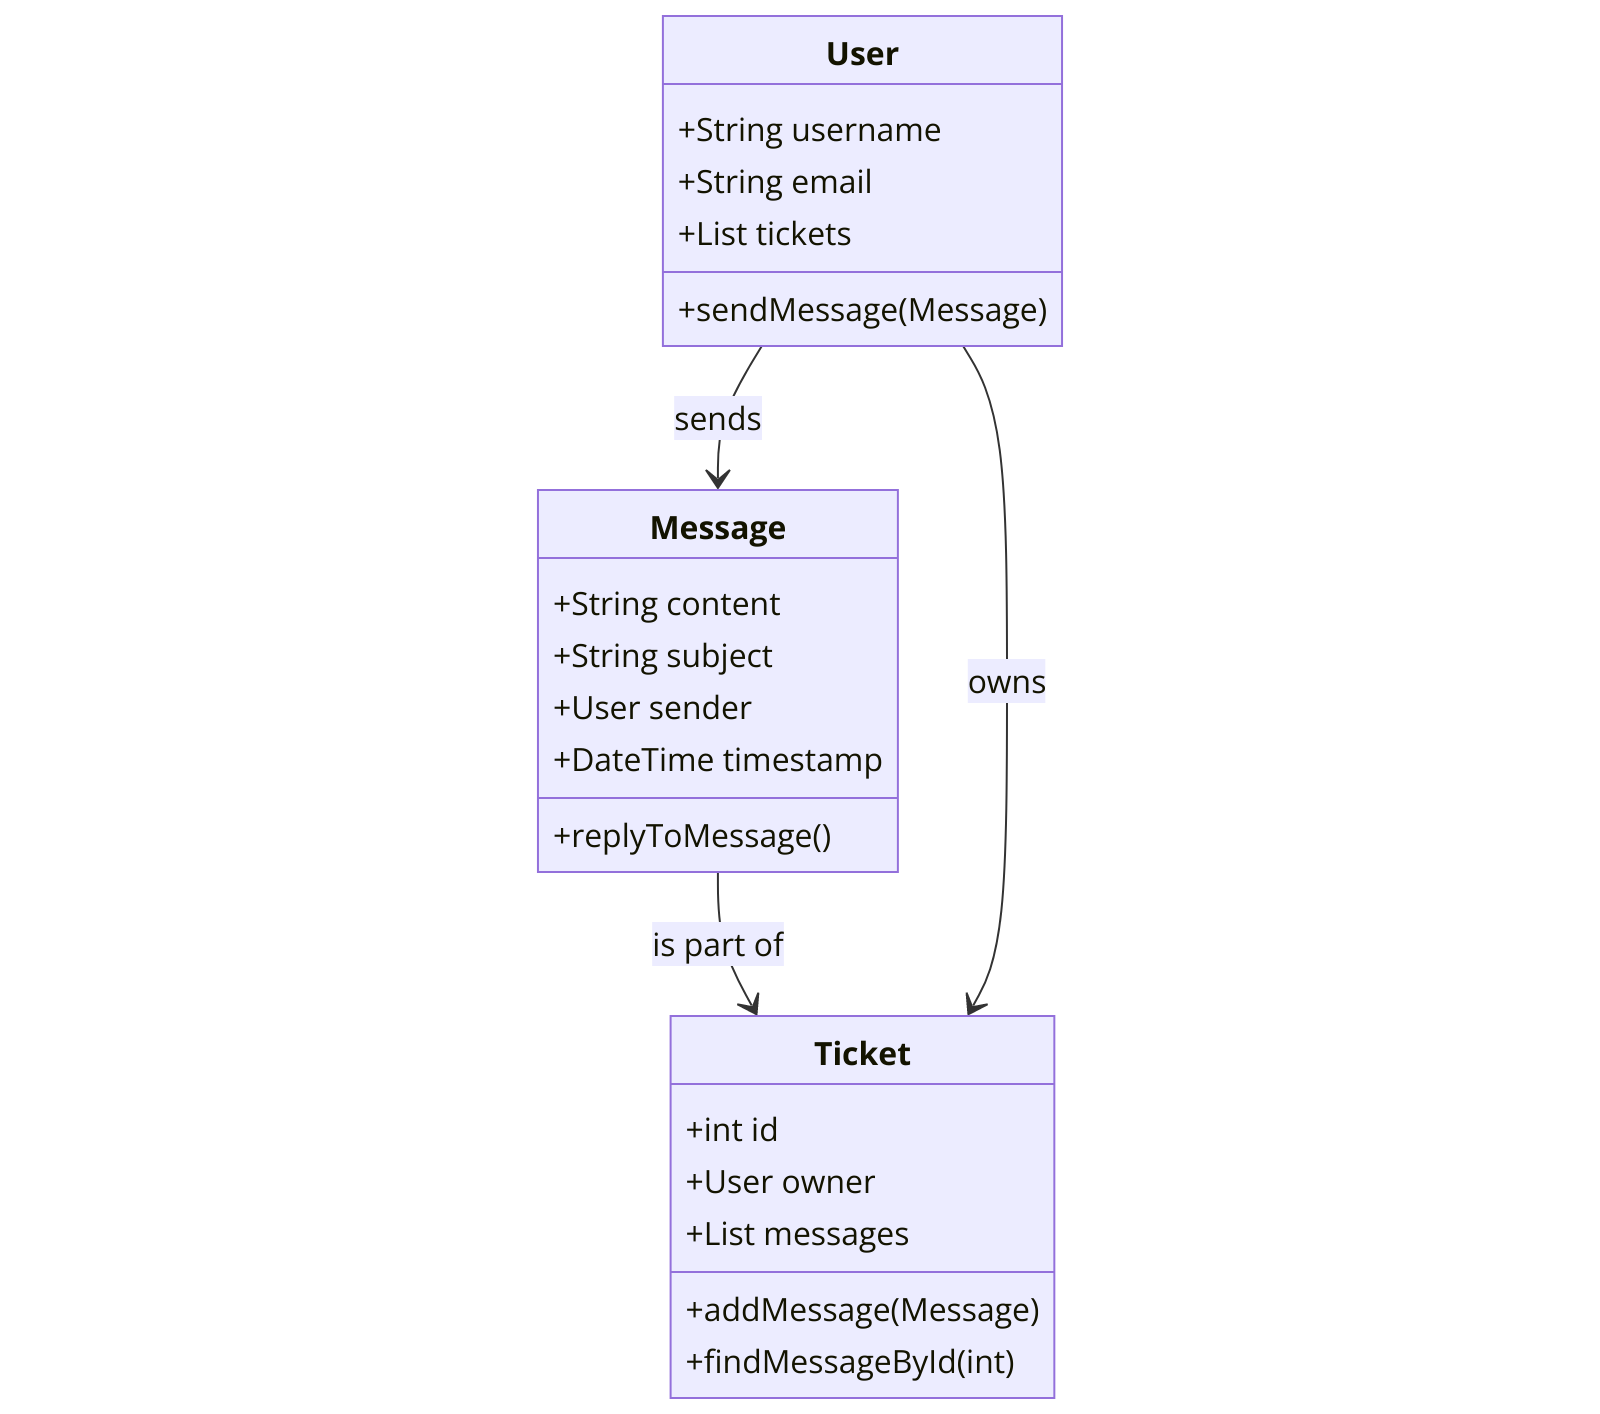 User
+String username
+String email
+List tickets
+sendMessage(Message)
sends
Message
+String content
+String subject
+User sender
+DateTime timestamp
+replyToMessage()
owns
is part of
Ticket
+int id
+User owner
+List messages
+addMessage(Message)
+findMessageById(int)